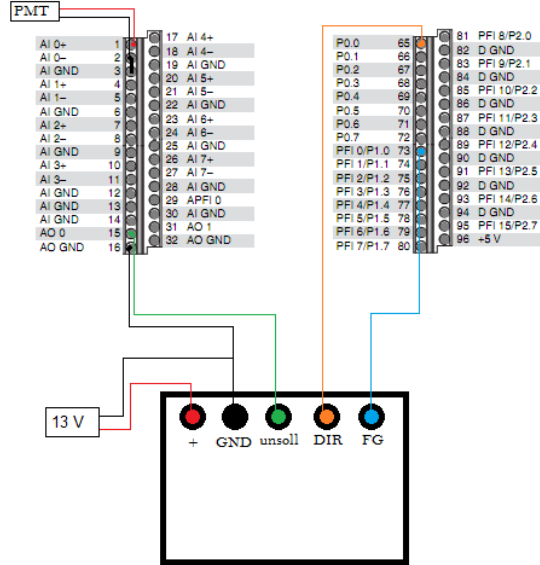 PMT
AI 0+ 1
AI 0– 2
AI GND 3
AI 1+ 4
AI 1– 5
AI GND 6
AI 2+ 7
AI 2– 8
AI GND 9
AI 3+ 10
AI 3– 11
AI GND 12
AI GND 13
AI GND 14
AO 0 15
AO GND 16
17 AI 4+
18 AI 4–
19 AI GND
20 AI 5+
21 AI 5–
22 AI GND
23 AI 6+
24 AI 6–
25 AI GND
26 AI 7+
27 AI 7–
28 AI GND
29 APFI 0
30 AI GND
31 AO 1
32 AO GND
P0.0 65
P0.1 66
P0.2 67
P0.3 68
P0.4 69
P0.5 70
P0.6 71
P0.7 72
PFI 0/P1.0 73
PFI 1/P1.1 74
PFI 2/P1.2 75
PFI 3/P1.3 76
PFI 4/P1.4 77
PFI 5/P1.5 78
PFI 6/P1.6 79
PFI 7/P1.7 80
81 PFI 8/P2.0
82 D GND
83 PFI 9/P2.1
84 D GND
85 PFI 10/P2.2
86 D GND
87 PFI 11/P2.3
88 D GND
89 PFI 12/P2.4
90 D GND
91 PFI 13/P2.5
92 D GND
93 PFI 14/P2.6
94 D GND
95 PFI 15/P2.7
96 +5 V
13 V
+ GND unsoll DIR FG